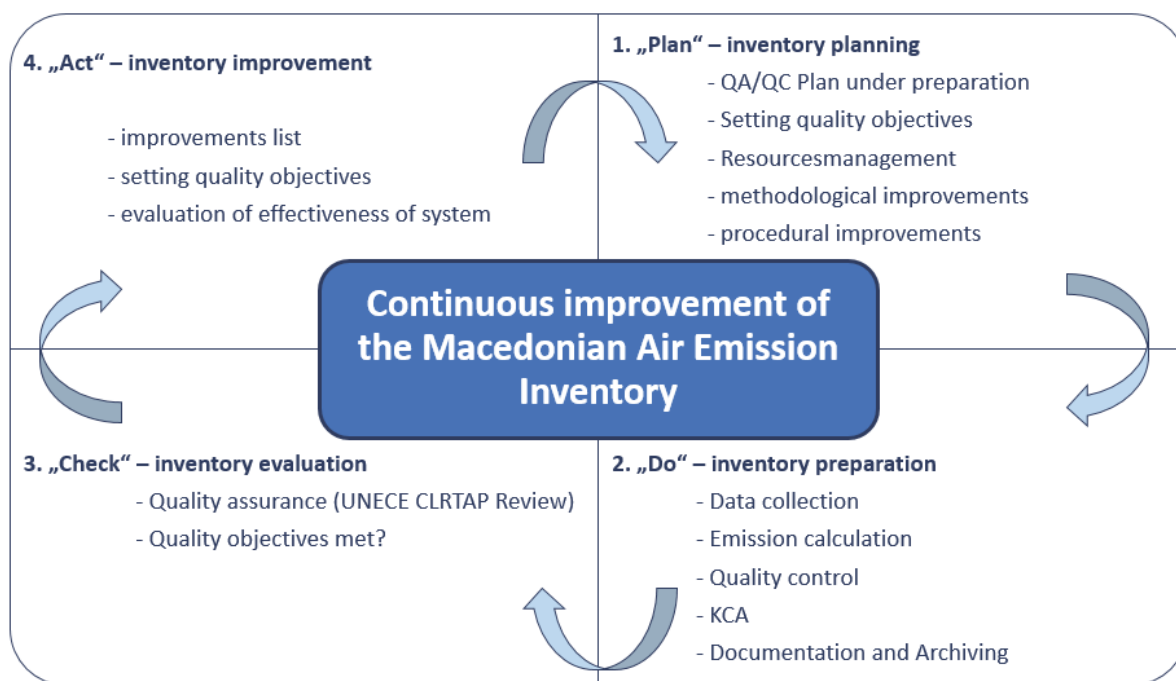 4. „Act“ – inventory improvement
- improvements list
- setting quality objectives
- evaluation of effectiveness of system
1. „Plan“ – inventory planning
- QA/QC Plan under preparation
- Setting quality objectives
- Resourcesmanagement
- methodological improvements
- procedural improvements
Continuous improvement of
the Macedonian Air Emission
Inventory
3. „Check“ – inventory evaluation
- Quality assurance (UNECE CLRTAP Review)
- Quality objectives met?
2. „Do“ – inventory preparation
- Data collection
- Emission calculation
- Quality control
- KCA
- Documentation and Archiving